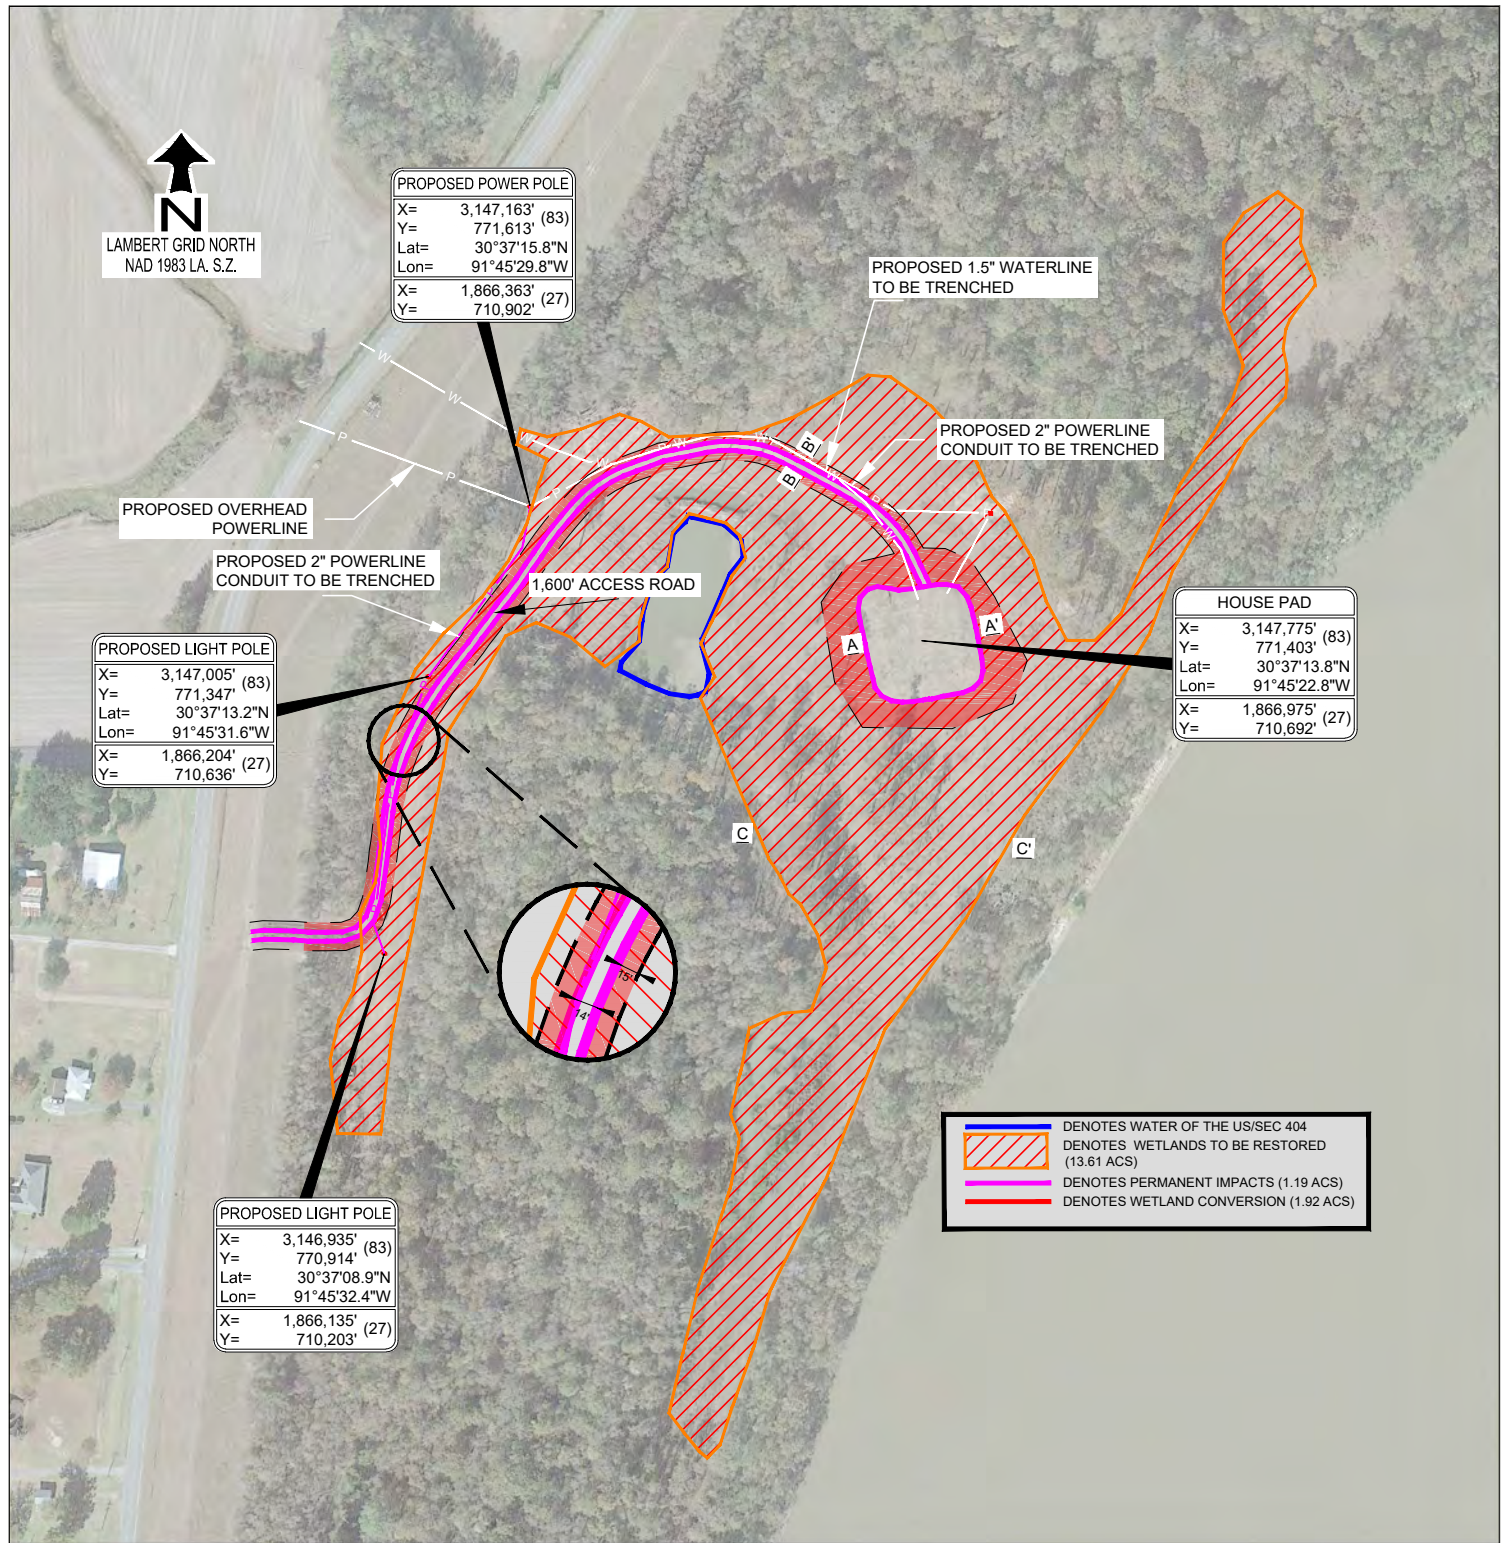 N
LAMBERT GRID NORTH
NAD 1983 LA. S.Z.
PROPOSED POWER POLE
X= 3,147,163' (83)
Y= 771,613'
Lat= 30°37'15.8"N
Lon= 91°45'29.8"W
X= 1,866,363' (27)
Y= 710,902'
PROPOSED 1.5" WATERLINE
TO BE TRENCHED
PROPOSED 2" POWERLINE
CONDUIT TO BE TRENCHED
W
W
W
W
W
W
W
W
P
P
P
P
P
P
B'
B
PROPOSED OVERHEAD
POWERLINE
PROPOSED 2" POWERLINE
CONDUIT TO BE TRENCHED
1,600' ACCESS ROAD
HOUSE PAD
X= 3,147,775' (83)
Y= 771,403'
Lat= 30°37'13.8"N
Lon= 91°45'22.8"W
X= 1,866,975' (27)
Y= 710,692'
A
A'
PROPOSED LIGHT POLE
X= 3,147,005' (83)
Y= 771,347'
Lat= 30°37'13.2"N
Lon= 91°45'31.6"W
X= 1,866,204' (27)
Y= 710,636'
C
C'
15'
14'
DENOTES WATER OF THE US/SEC 404
DENOTES WETLANDS TO BE RESTORED
(13.61 ACS)
DENOTES PERMANENT IMPACTS (1.19 ACS)
DENOTES WETLAND CONVERSION (1.92 ACS)
PROPOSED LIGHT POLE
X= 3,146,935' (83)
Y= 770,914'
Lat= 30°37'08.9"N
Lon= 91°45'32.4"W
X= 1,866,135' (27)
Y= 710,203'